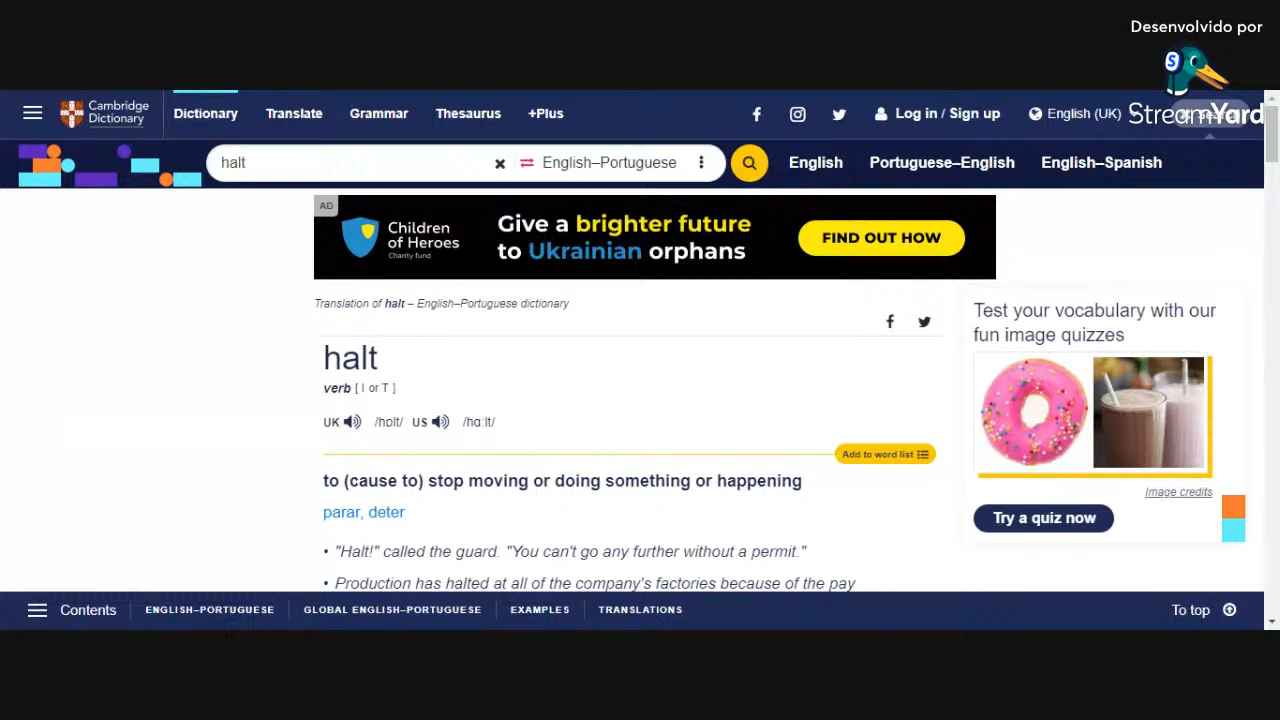 Desenvolvido por
S
StreamYard
Cambridge
Dictionary
Dictionary
Translate
Grammar
Thesaurus
+Plus
Log in / Sign up
English (UK)
halt
English–Portuguese
English
Portuguese–English
English–Spanish
AD
Children
of Heroes
Charity fund
Give a brighter future
to Ukrainian orphans
FIND OUT HOW
Translation of halt – English–Portuguese dictionary
halt
verb [ I or T ]
UK /hɒlt/ US /hɑːlt/
Add to word list
to (cause to) stop moving or doing something or happening
parar, deter
• "Halt!" called the guard. "You can't go any further without a permit."
• Production has halted at all of the company's factories because of the pay
Test your vocabulary with our
fun image quizzes
Image credits
Try a quiz now
Contents
ENGLISH–PORTUGUESE
GLOBAL ENGLISH–PORTUGUESE
EXAMPLES
TRANSLATIONS
To top